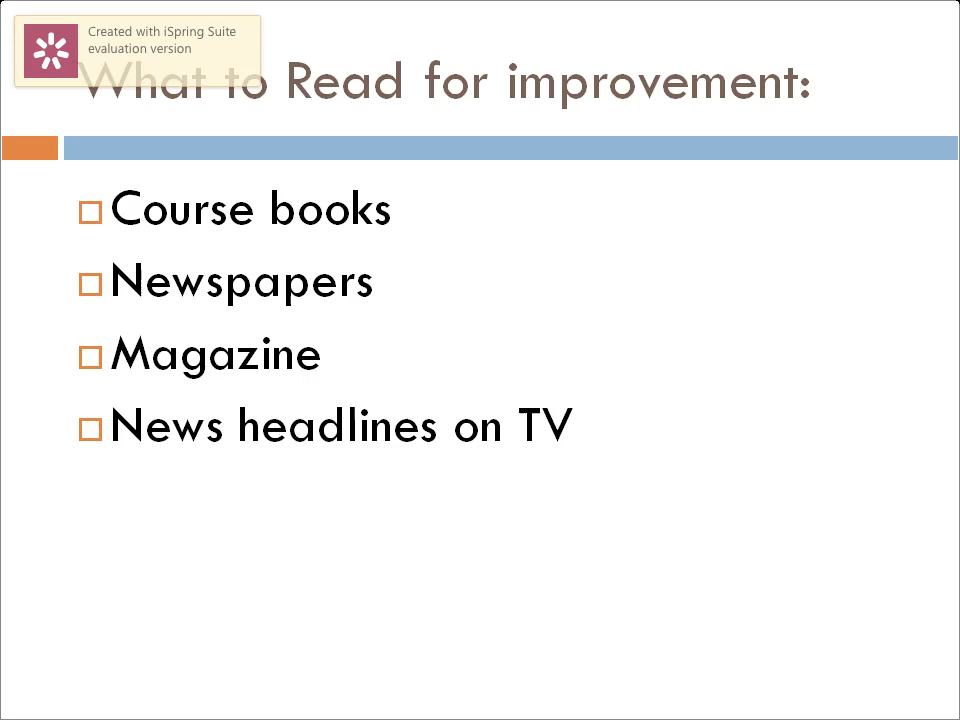 Created with iSpring Suite
evaluation version
What to Read for improvement:
Course books
Newspapers
Magazine
News headlines on TV